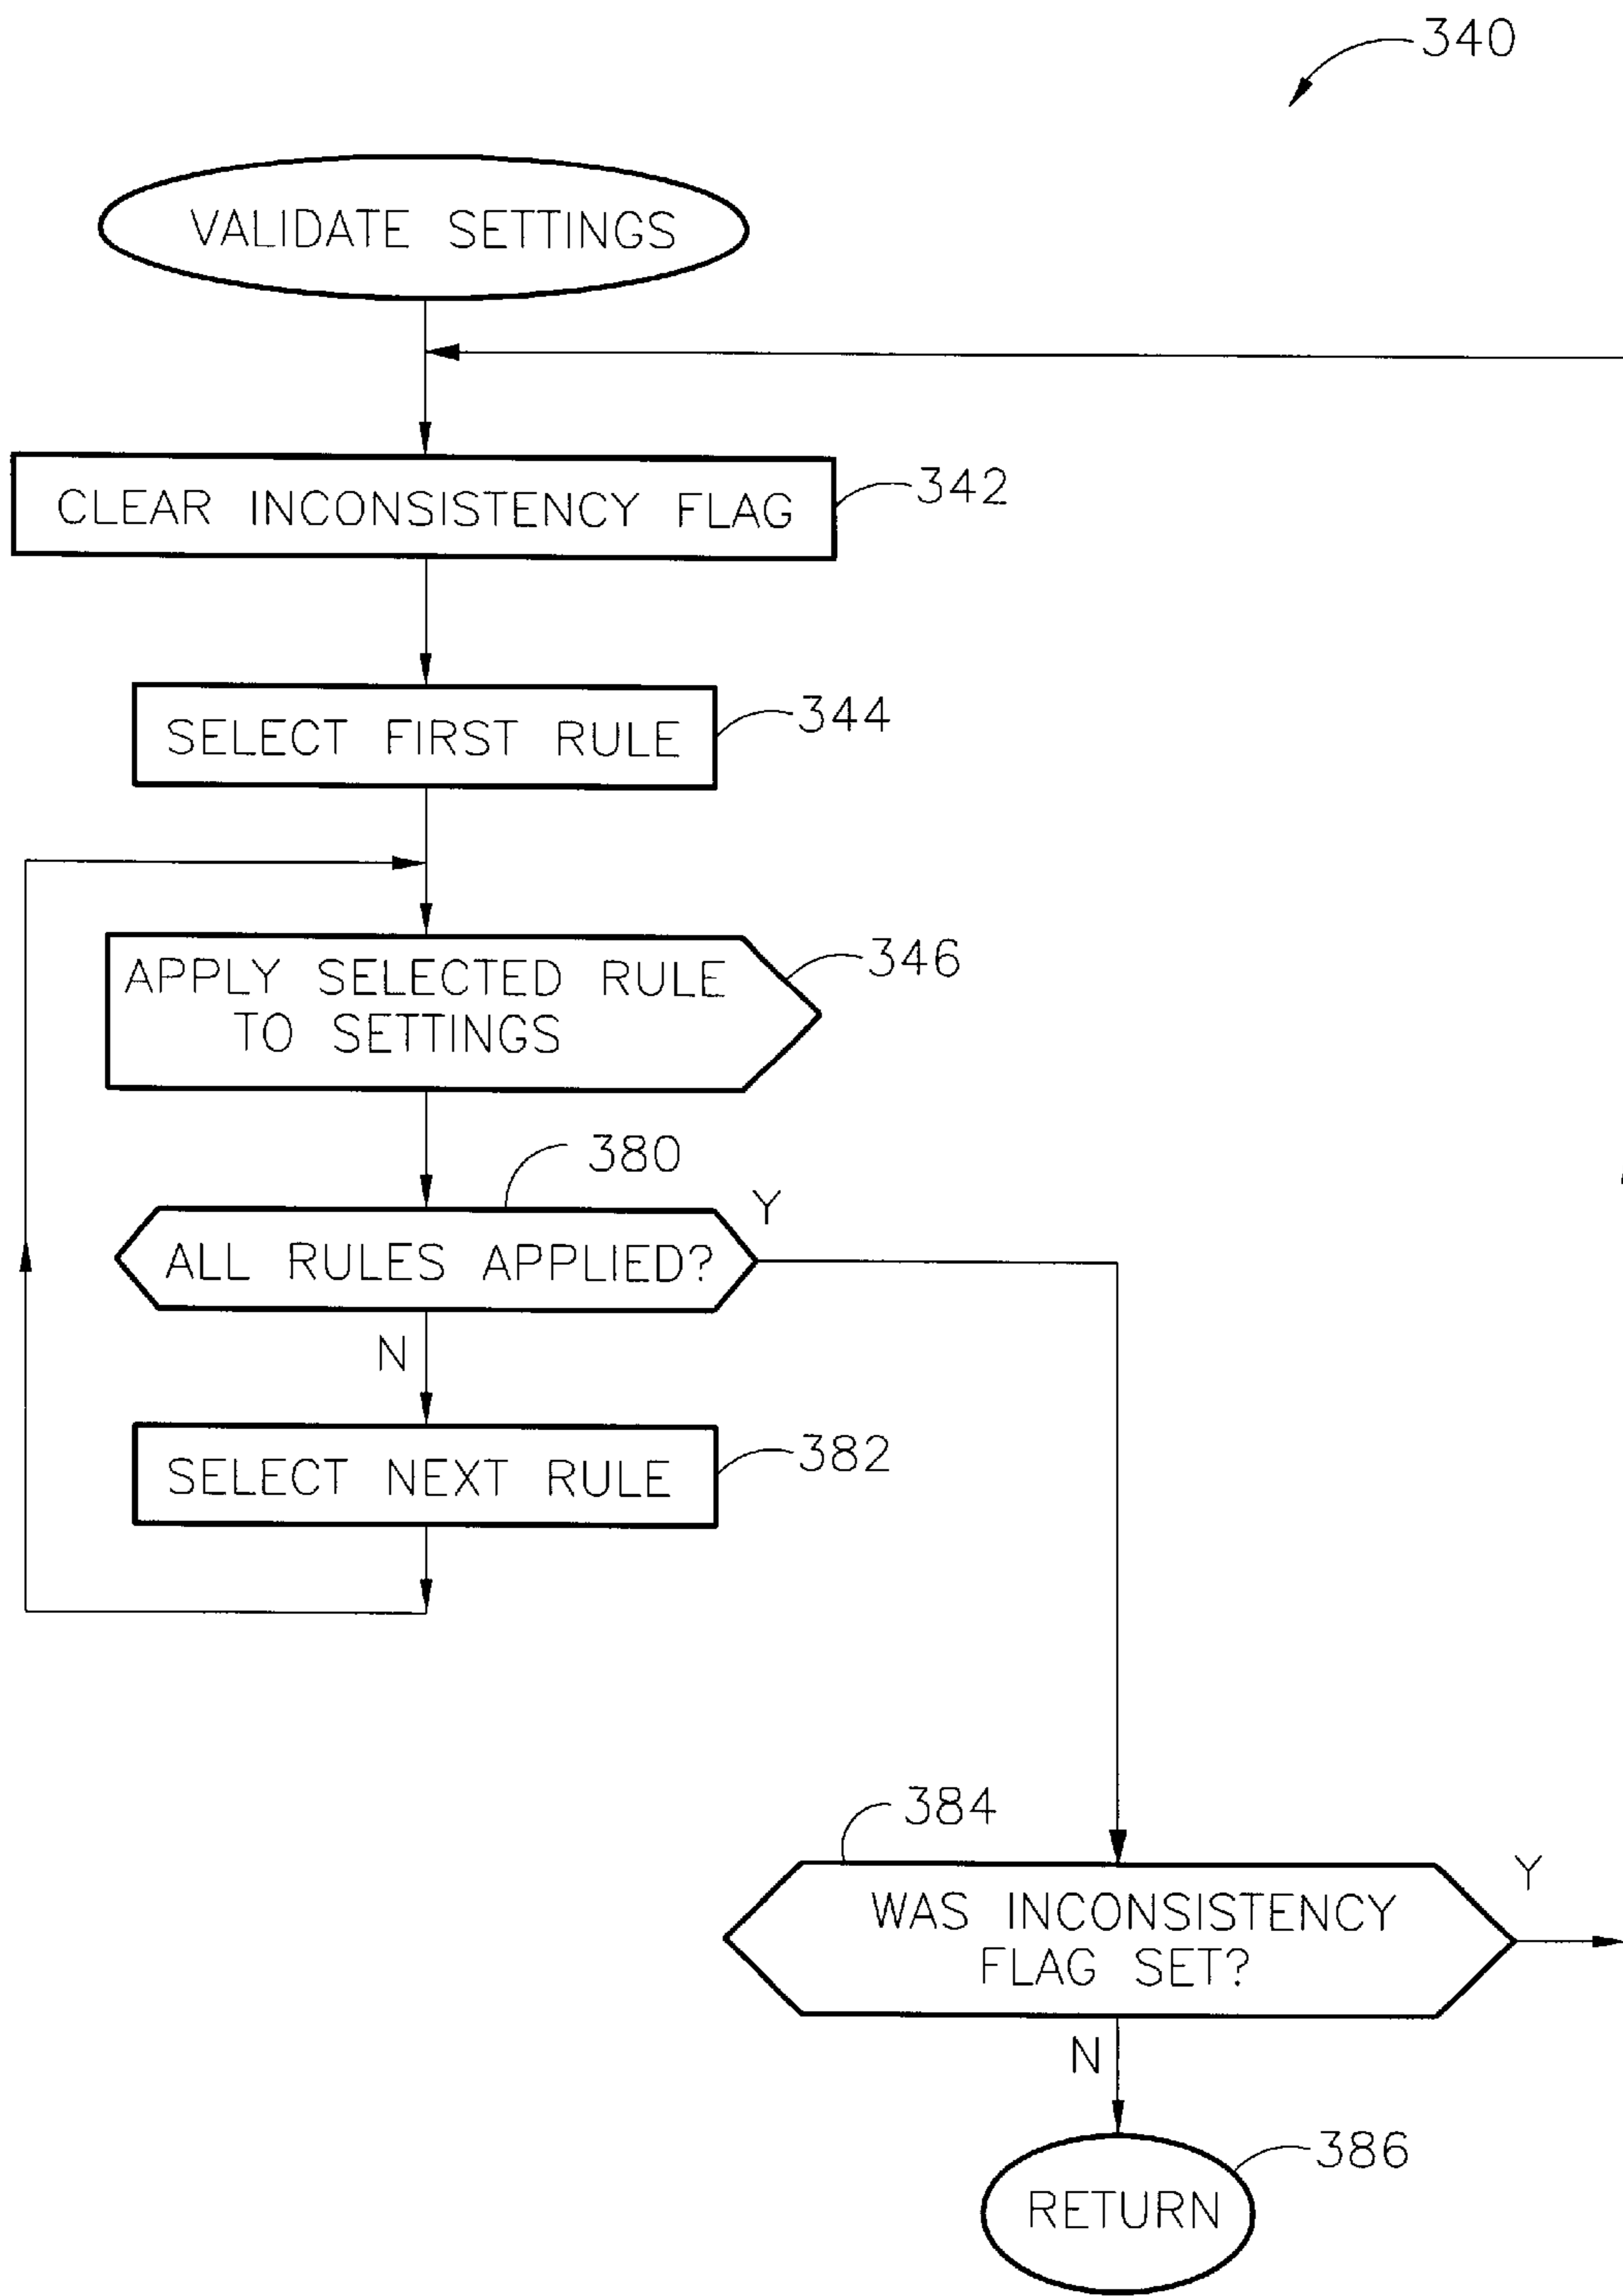 340
VALIDATE SETTINGS
CLEAR INCONSISTENCY FLAG
342
SELECT FIRST RULE
344
APPLY SELECTED RULE
TO SETTINGS
346
380
ALL RULES APPLIED?
Y
N
SELECT NEXT RULE
382
384
WAS INCONSISTENCY
FLAG SET?
Y
N
RETURN
386